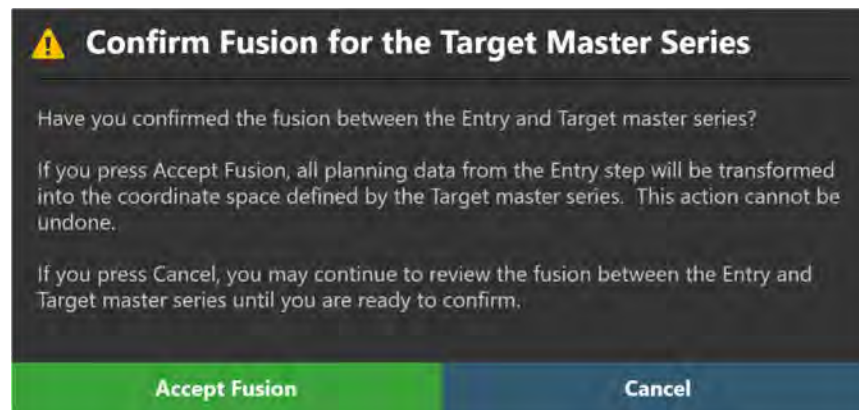 Confirm Fusion for the Target Master Series
Have you confirmed the fusion between the Entry and Target master series?
If you press Accept Fusion, all planning data from the Entry step will be transformed
into the coordinate space defined by the Target master series.  This action cannot be
undone.
If you press Cancel, you may continue to review the fusion between the Entry and
Target master series until you are ready to confirm.
Accept Fusion
Cancel